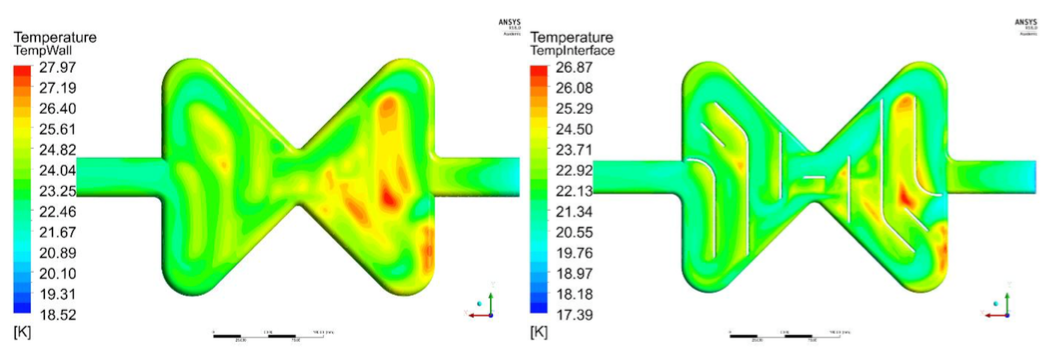 ANSYS
Academic
Temperature
TempWall
27.97
27.19
26.40
25.61
24.82
24.04
23.25
22.46
21.67
20.89
20.10
19.31
18.52
[K]
ANSYS
Academic
Temperature
TempInterface
26.87
26.08
25.29
24.50
23.71
22.92
22.13
21.34
20.55
19.76
18.97
18.18
17.39
[K]